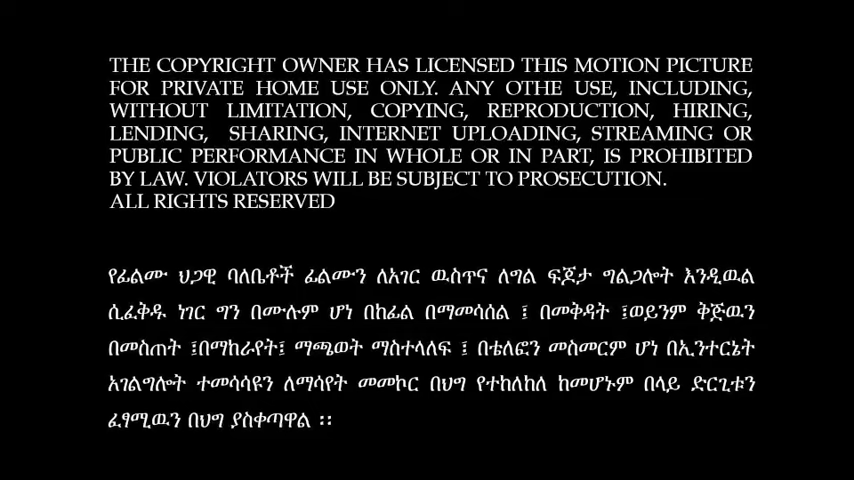 THE COPYRIGHT OWNER HAS LICENSED THIS MOTION PICTURE
FOR PRIVATE HOME USE ONLY. ANY OTHE USE, INCLUDING,
WITHOUT LIMITATION, COPYING, REPRODUCTION, HIRING,
LENDING, SHARING, INTERNET UPLOADING, STREAMING OR
PUBLIC PERFORMANCE IN WHOLE OR IN PART, IS PROHIBITED
BY LAW. VIOLATORS WILL BE SUBJECT TO PROSECUTION.
ALL RIGHTS RESERVED
የፊልሙ ህጋዊ ባለቤቶች ፊልሙን ለአገር ዉስጥና ለግል ፍጆታ ግልጋሎት እንዲዉል
ሲፈቅዱ ነገር ግን በሙሉም ሆነ በከፊል በማመሳሰል ፤ በመቅዳት ፤ወይንም ቅጅዉን
በመስጠት ፤በማከራየት፤ ማጫወት ማስተላለፍ ፤ በቴለፎን መስመርም ሆነ በኢንተርኔት
አገልግሎት ተመሳሳዩን ለማሳየት መመኮር በህግ የተከለከለ ከመሆኑም በላይ ድርጊቱን
ፈፃሚዉን በህግ ያስቀጣዋል ፡፡